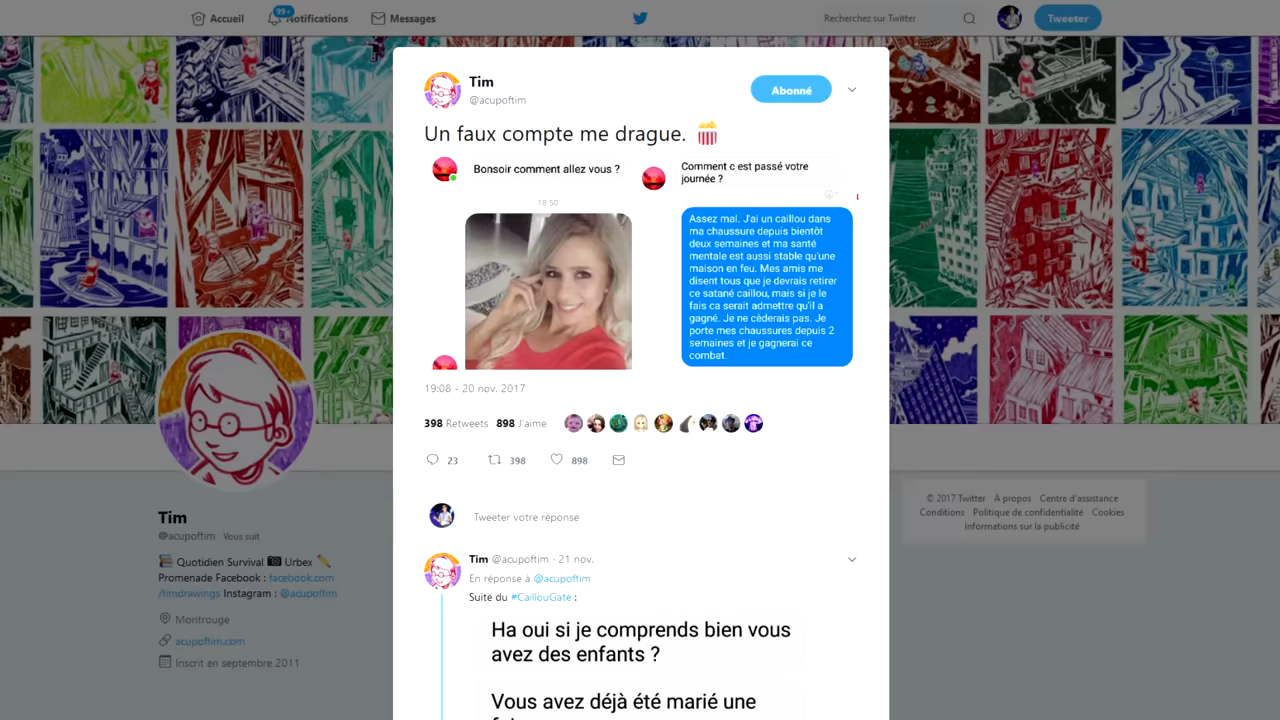 Accueil
99+
Notifications
Messages
Recherchez sur Twitter
Tweeter
Tim
@acupoftim
Abonné
Un faux compte me drague.
Bonsoir comment allez vous ?
18:50
Comment c est passé votre
journée ?
Assez mal. J'ai un caillou dans
ma chaussure depuis bientôt
deux semaines et ma santé
mentale est aussi stable qu'une
maison en feu. Mes amis me
disent tous que je devrais retirer
ce satané caillou, mais si je le
fais ca serait admettre qu'il a
gagné. Je ne cèderais pas. Je
porte mes chaussures depuis 2
semaines et je gagnerai ce
combat.
19:08 - 20 nov. 2017
398 Retweets 898 J'aime
23 398 898
Tweeter votre réponse
Tim @acupoftim · 21 nov.
En réponse à @acupoftim
Suite du #CaillouGate :
Ha oui si je comprends bien vous
avez des enfants ?
Vous avez déjà été marié une
Tim
@acupoftim Vous suit
Quotidien Survival Urbex
Promenade Facebook : facebook.com
/timdrawings Instagram : @acupoftim
Montrouge
acupoftim.com
Inscrit en septembre 2011
© 2017 Twitter À propos Centre d'assistance
Conditions Politique de confidentialité Cookies
Informations sur la publicité